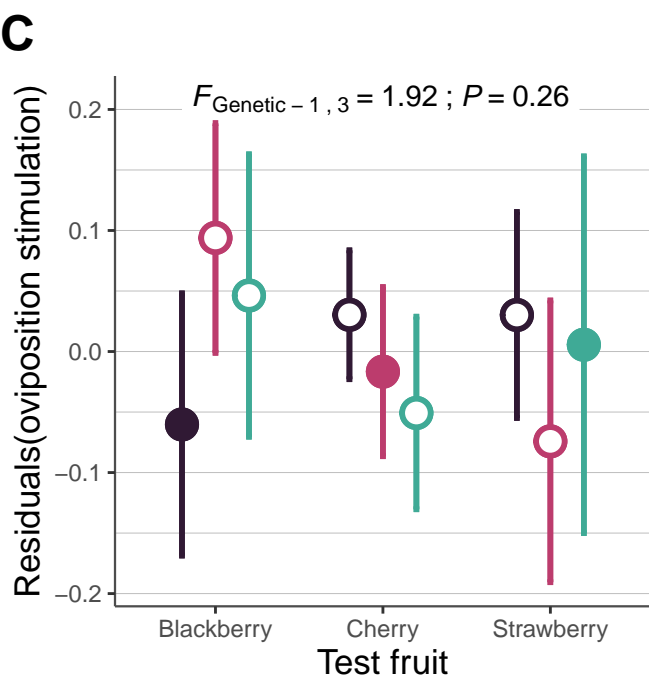 C
F Genetic − 1 , 3 = 1.92 ; P = 0.26
Residuals(oviposition stimulation)
0.2
0.1
0.0
−0.1
−0.2
Blackberry Cherry Strawberry
Test fruit